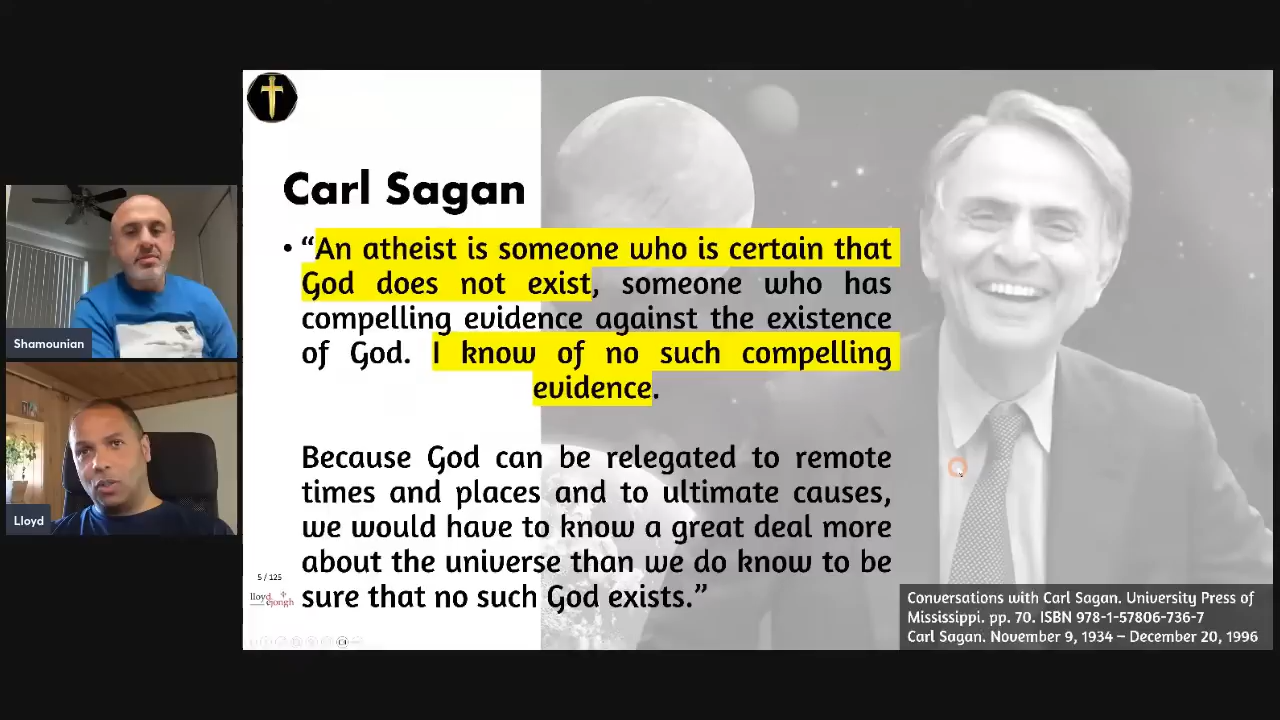 Carl Sagan
• “An atheist is someone who is certain that
God does not exist, someone who has
compelling evidence against the existence
of God. I know of no such compelling
evidence.
Because God can be relegated to remote
times and places and to ultimate causes,
we would have to know a great deal more
about the universe than we do know to be
sure that no such God exists.”
Shamounian
Lloyd
5 / 125
lloyd
dejongh
Conversations with Carl Sagan. University Press of
Mississippi. pp. 70. ISBN 978-1-57806-736-7
Carl Sagan. November 9, 1934 – December 20, 1996